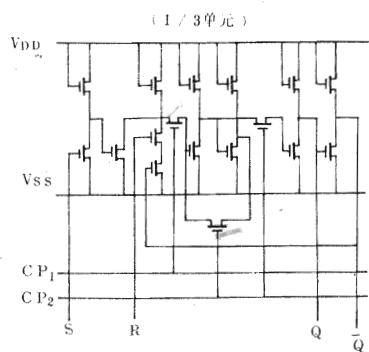 (1/3单元)
VDD
VSS
CP1
CP2
S R Q Q̄